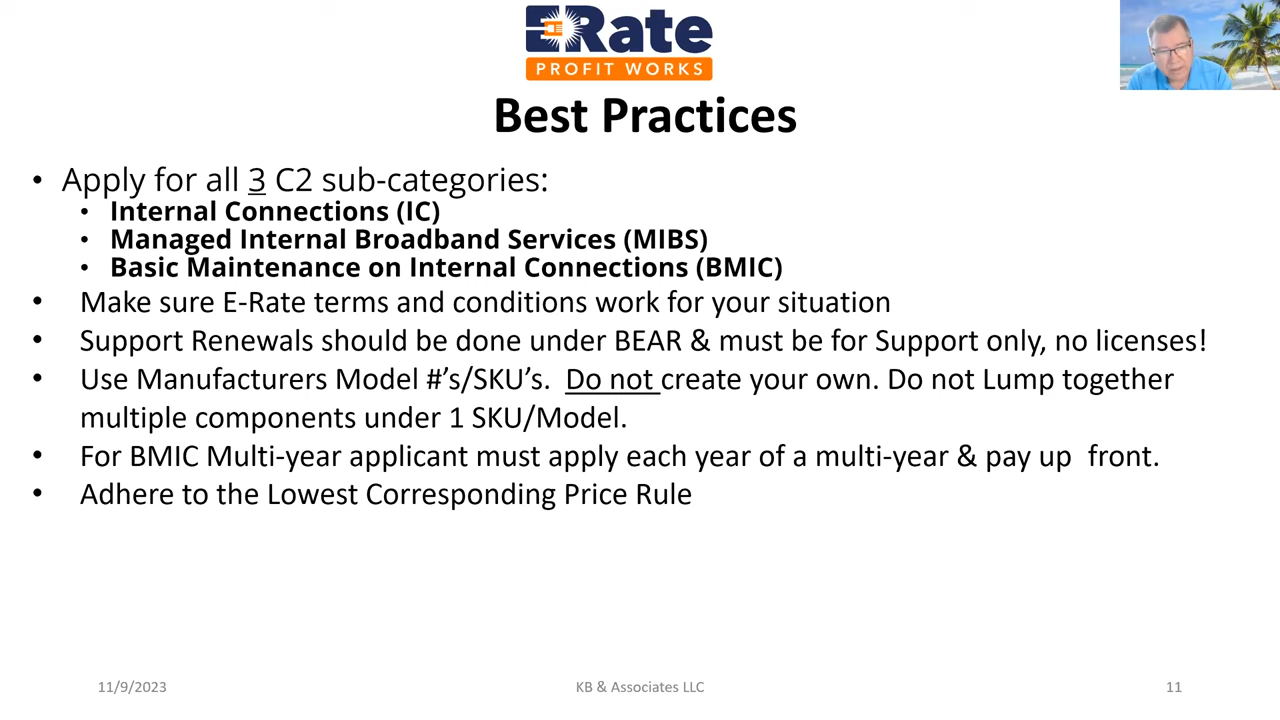 ERate
PROFIT WORKS
Best Practices
• Apply for all 3 C2 sub-categories:
• Internal Connections (IC)
• Managed Internal Broadband Services (MIBS)
• Basic Maintenance on Internal Connections (BMIC)
• Make sure E-Rate terms and conditions work for your situation
• Support Renewals should be done under BEAR & must be for Support only, no licenses!
• Use Manufacturers Model #'s/SKU's. Do not create your own. Do not Lump together
multiple components under 1 SKU/Model.
• For BMIC Multi-year applicant must apply each year of a multi-year & pay up front.
• Adhere to the Lowest Corresponding Price Rule
11/9/2023
KB & Associates LLC
11